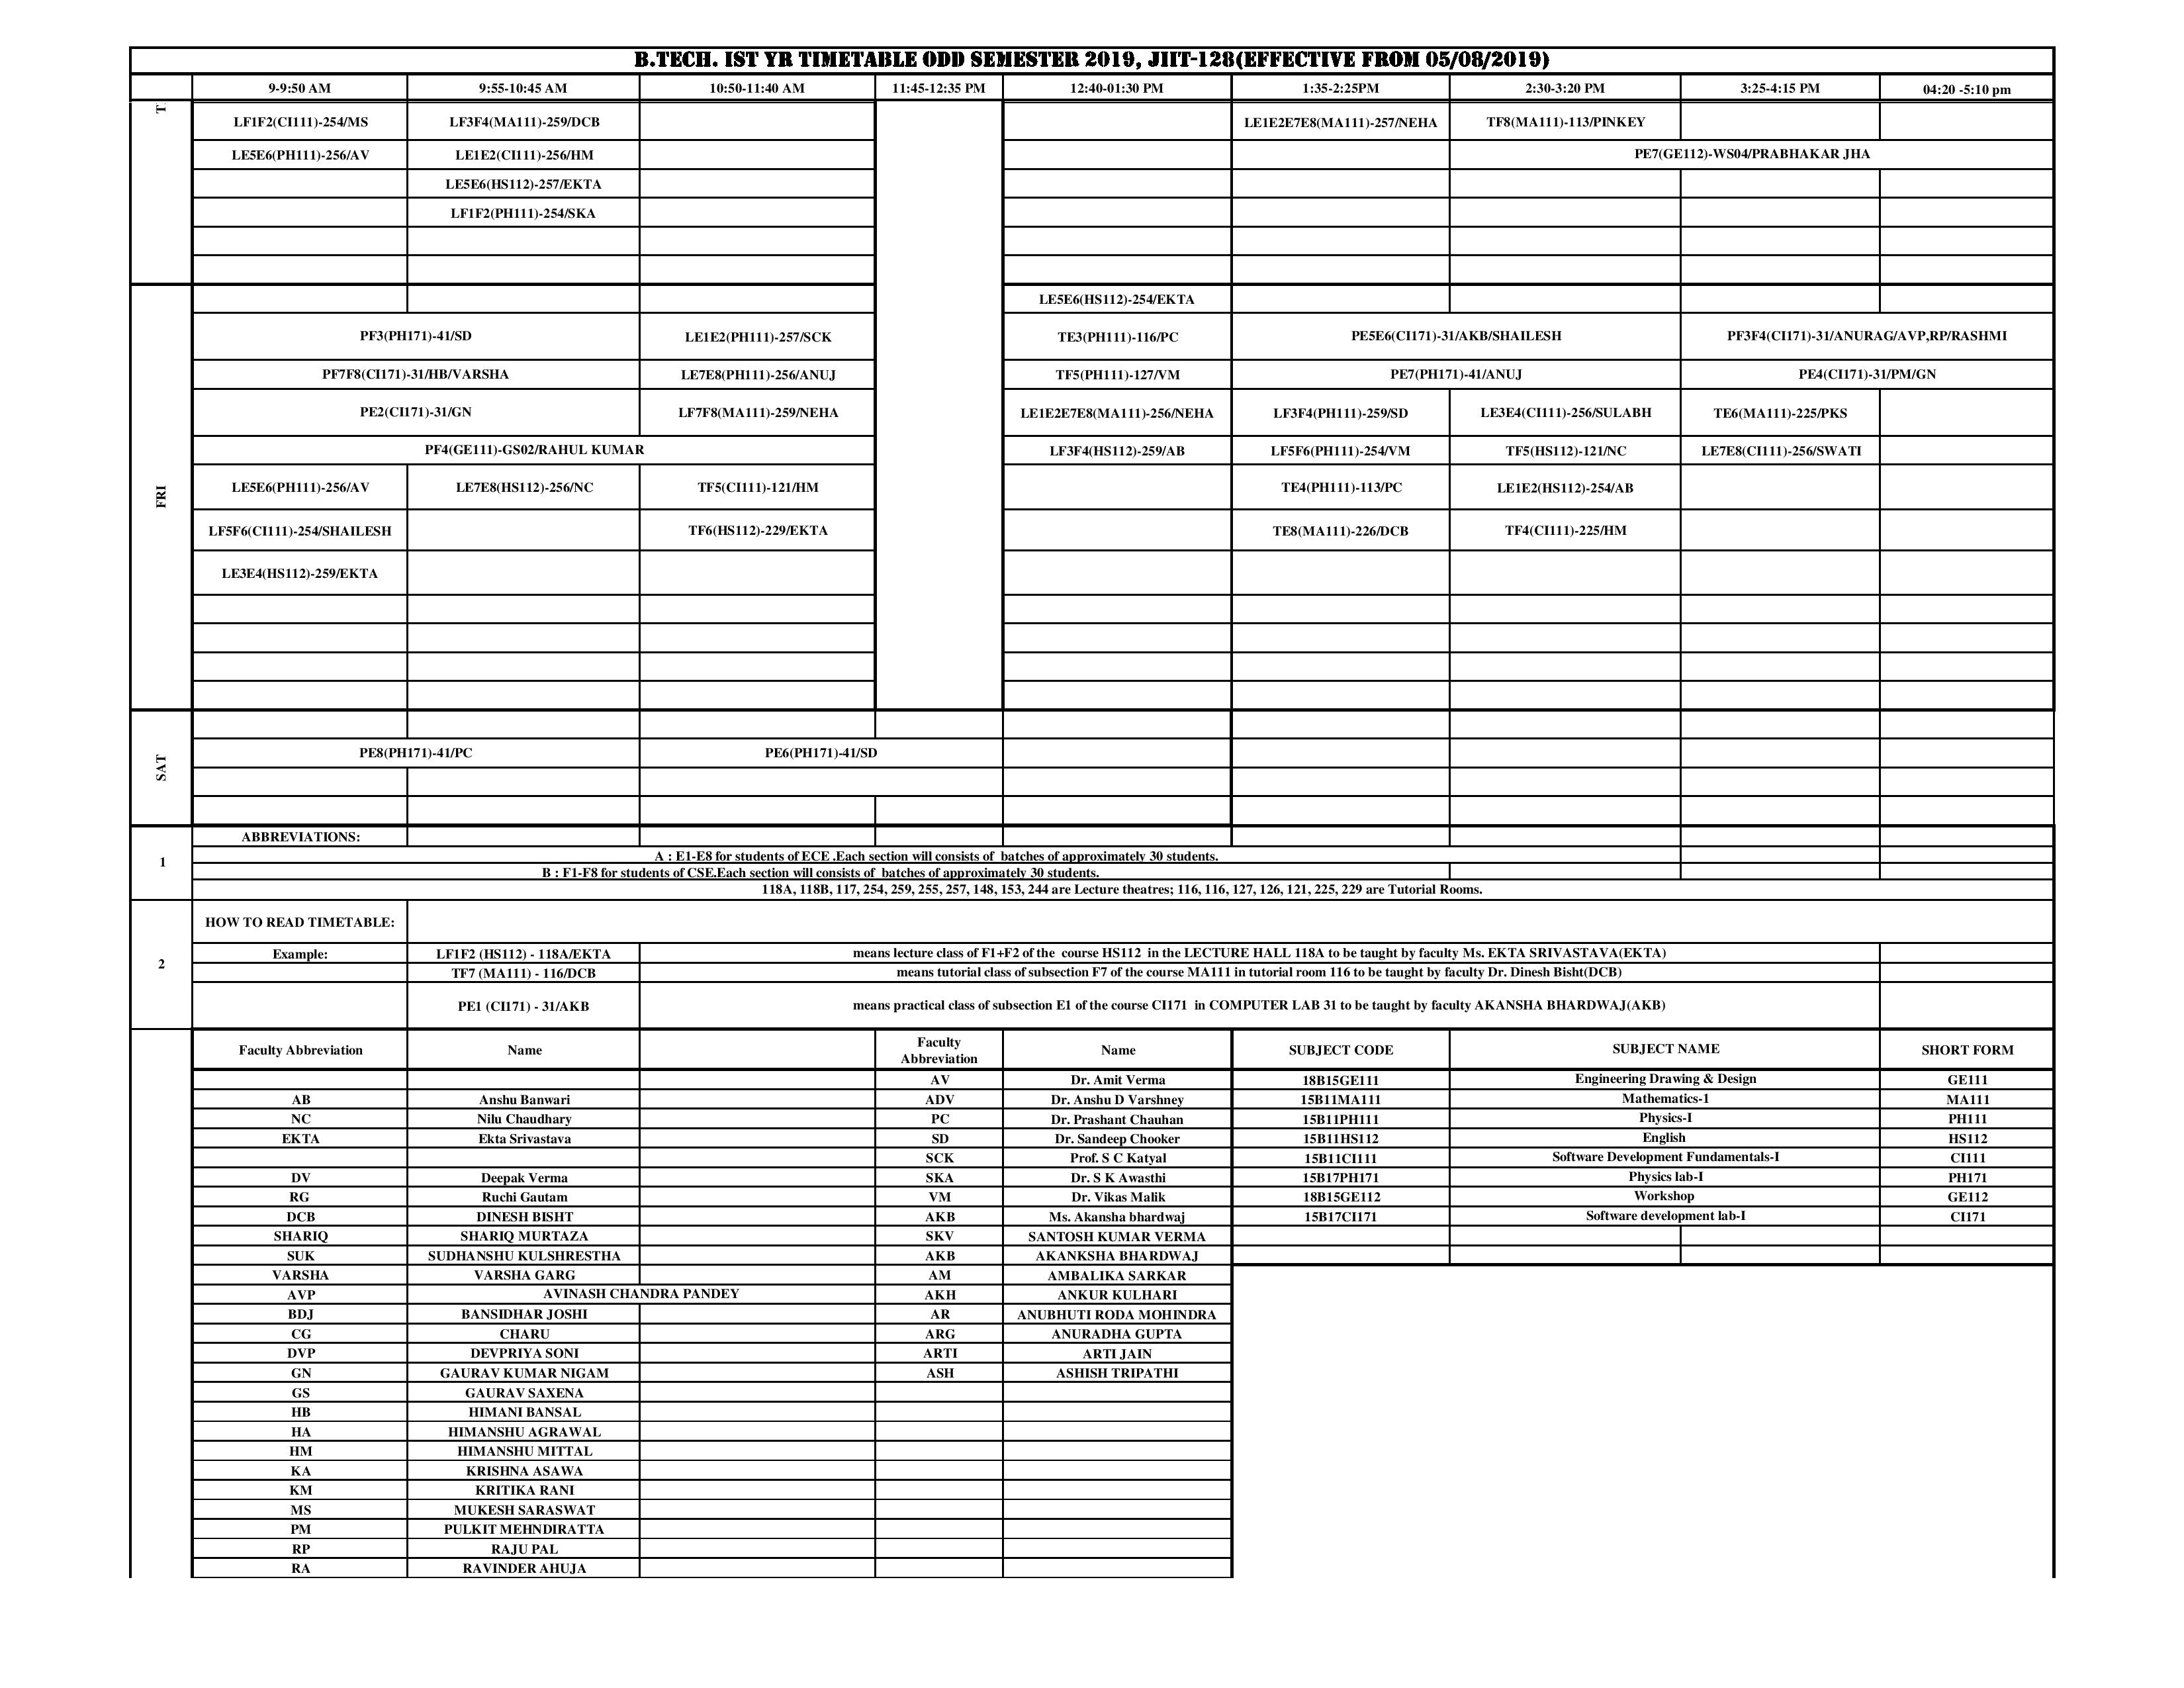 B.TECH. IST YR TIMETABLE ODD SEMESTER 2019, JIIT-128(EFFECTIVE FROM 05/08/2019)
9-9:50 AM 9:55-10:45 AM 10:50-11:40 AM 11:45-12:35 PM 12:40-01:30 PM 1:35-2:25PM 2:30-3:20 PM 3:25-4:15 PM 04:20 -5:10 pm
T
LF1F2(CI111)-254/MS LF3F4(MA111)-259/DCB LE1E2E7E8(MA111)-257/NEHA TF8(MA111)-113/PINKEY
LE5E6(PH111)-256/AV LE1E2(CI111)-256/HM PE7(GE112)-WS04/PRABHAKAR JHA
LE5E6(HS112)-257/EKTA
LF1F2(PH111)-254/SKA
FRI
LE5E6(HS112)-254/EKTA
PF3(PH171)-41/SD LE1E2(PH111)-257/SCK TE3(PH111)-116/PC PE5E6(CI171)-31/AKB/SHAILESH PF3F4(CI171)-31/ANURAG/AVP,RP/RASHMI
PF7F8(CI171)-31/HB/VARSHA LE7E8(PH111)-256/ANUJ TF5(PH111)-127/VM PE7(PH171)-41/ANUJ PE4(CI171)-31/PM/GN
PE2(CI171)-31/GN LF7F8(MA111)-259/NEHA LE1E2E7E8(MA111)-256/NEHA LF3F4(PH111)-259/SD LE3E4(CI111)-256/SULABH TE6(MA111)-225/PKS
PF4(GE111)-GS02/RAHUL KUMAR LF3F4(HS112)-259/AB LF5F6(PH111)-254/VM TF5(HS112)-121/NC LE7E8(CI111)-256/SWATI
LE5E6(PH111)-256/AV LE7E8(HS112)-256/NC TF5(CI111)-121/HM TE4(PH111)-113/PC LE1E2(HS112)-254/AB
LF5F6(CI111)-254/SHAILESH TF6(HS112)-229/EKTA TE8(MA111)-226/DCB TF4(CI111)-225/HM
LE3E4(HS112)-259/EKTA
SAT
PE8(PH171)-41/PC PE6(PH171)-41/SD
1
ABBREVIATIONS:
A : E1-E8 for students of ECE .Each section will consists of batches of approximately 30 students.
B : F1-F8 for students of CSE.Each section will consists of batches of approximately 30 students.
118A, 118B, 117, 254, 259, 255, 257, 148, 153, 244 are Lecture theatres; 116, 116, 127, 126, 121, 225, 229 are Tutorial Rooms.
2
HOW TO READ TIMETABLE:
Example: LF1F2 (HS112) - 118A/EKTA means lecture class of F1+F2 of the course HS112 in the LECTURE HALL 118A to be taught by faculty Ms. EKTA SRIVASTAVA(EKTA)
TF7 (MA111) - 116/DCB means tutorial class of subsection F7 of the course MA111 in tutorial room 116 to be taught by faculty Dr. Dinesh Bisht(DCB)
PE1 (CI171) - 31/AKB means practical class of subsection E1 of the course CI171 in COMPUTER LAB 31 to be taught by faculty AKANSHA BHARDWAJ(AKB)
Faculty Abbreviation Name Faculty Abbreviation Name SUBJECT CODE SUBJECT NAME SHORT FORM
AV Dr. Amit Verma 18B15GE111 Engineering Drawing & Design GE111
AB Anshu Banwari ADV Dr. Anshu D Varshney 15B11MA111 Mathematics-1 MA111
NC Nilu Chaudhary PC Dr. Prashant Chauhan 15B11PH111 Physics-I PH111
EKTA Ekta Srivastava SD Dr. Sandeep Chooker 15B11HS112 English HS112
SCK Prof. S C Katyal 15B11CI111 Software Development Fundamentals-I CI111
DV Deepak Verma SKA Dr. S K Awasthi 15B17PH171 Physics lab-I PH171
RG Ruchi Gautam VM Dr. Vikas Malik 18B15GE112 Workshop GE112
DCB DINESH BISHT AKB Ms. Akansha bhardwaj 15B17CI171 Software development lab-I CI171
SHARIQ SHARIQ MURTAZA SKV SANTOSH KUMAR VERMA
SUK SUDHANSHU KULSHRESTHA AKB AKANKSHA BHARDWAJ
VARSHA VARSHA GARG AM AMBALIKA SARKAR
AVP AVINASH CHANDRA PANDEY AKH ANKUR KULHARI
BDJ BANSIDHAR JOSHI AR ANUBHUTI RODA MOHINDRA
CG CHARU ARG ANURADHA GUPTA
DVP DEVPRIYA SONI ARTI ARTI JAIN
GN GAURAV KUMAR NIGAM ASH ASHISH TRIPATHI
GS GAURAV SAXENA
HB HIMANI BANSAL
HA HIMANSHU AGRAWAL
HM HIMANSHU MITTAL
KA KRISHNA ASAWA
KM KRITIKA RANI
MS MUKESH SARASWAT
PM PULKIT MEHNDIRATTA
RP RAJU PAL
RA RAVINDER AHUJA